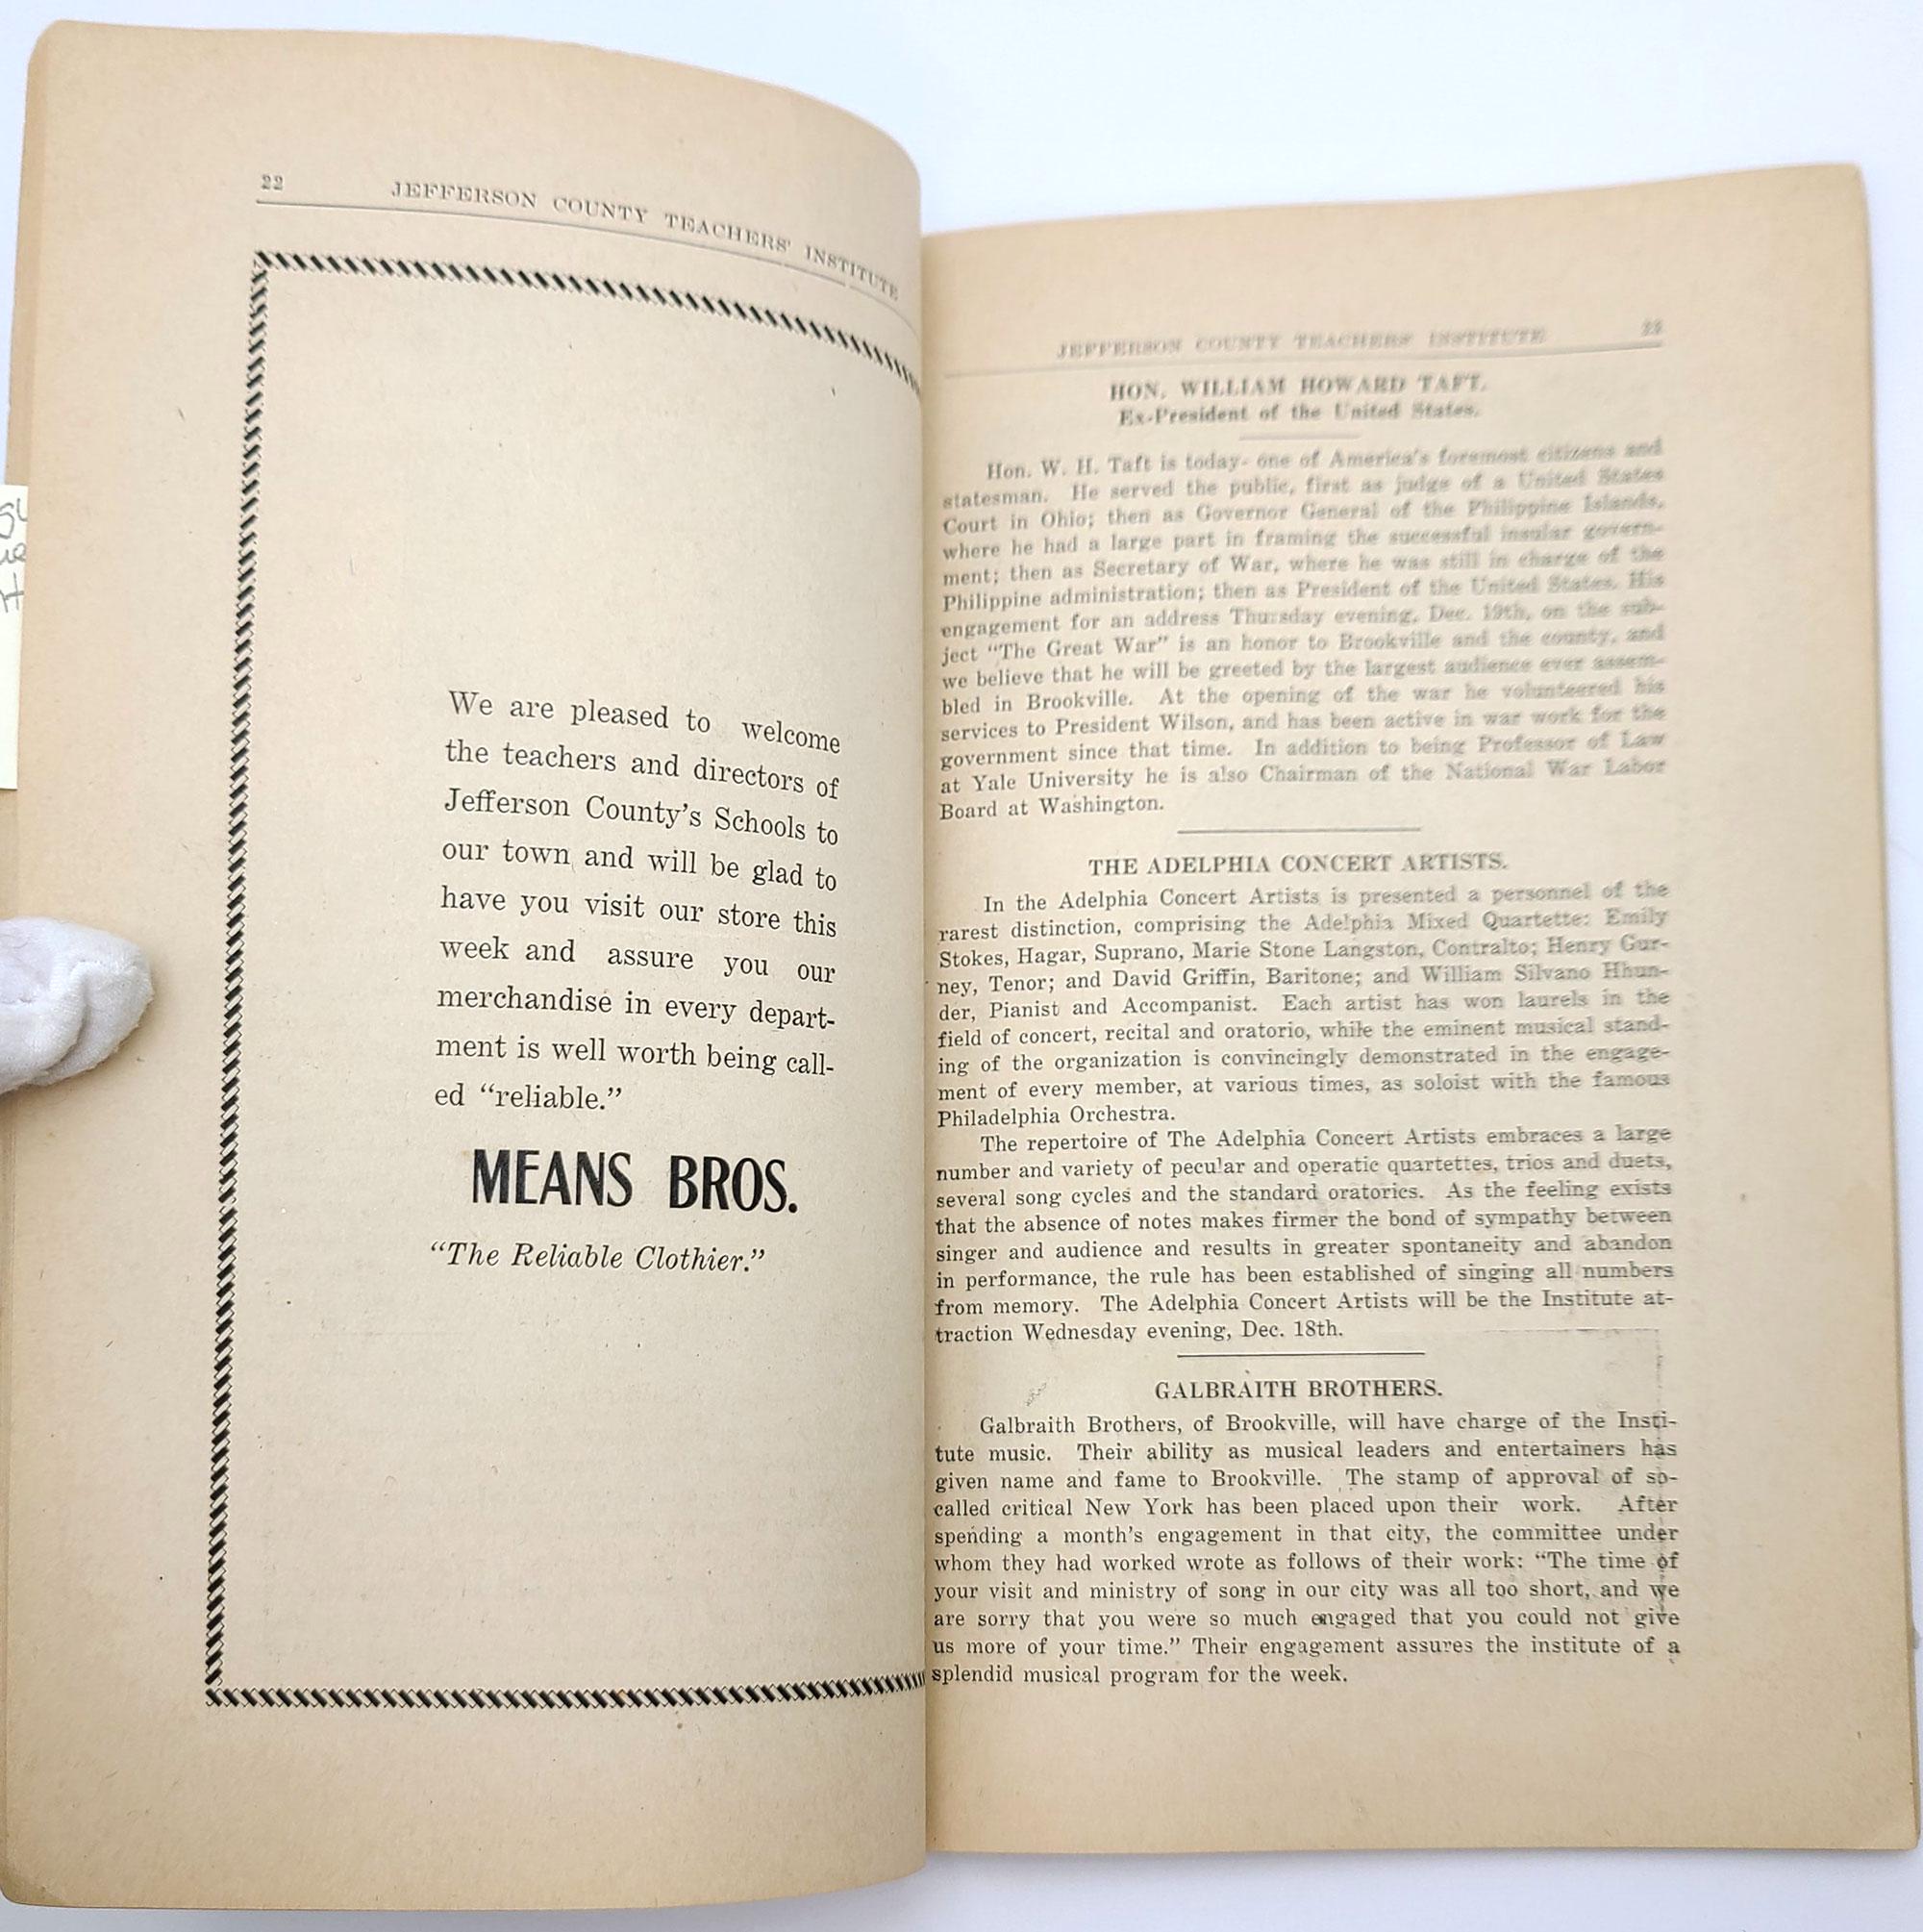 22 JEFFERSON COUNTY TEACHERS' INSTITUTE
We are pleased to welcome
the teachers and directors of
Jefferson County's Schools to
our town and will be glad to
have you visit our store this
week and assure you our
merchandise in every depart-
ment is well worth being call-
ed "reliable."
MEANS BROS.
"The Reliable Clothier."
JEFFERSON COUNTY TEACHERS' INSTITUTE 23
HON. WILLIAM HOWARD TAFT.
Ex-President of the United States.
Hon. W. H. Taft is today- one of America's foremost citizens and
statesman. He served the public, first as judge of a United States
Court in Ohio; then as Governor General of the Philippine Islands,
where he had a large part in framing the successful insular govern-
ment; then as Secretary of War, where he was still in charge of the
Philippine administration; then as President of the United States. His
engagement for an address Thursday evening, Dec. 19th, on the sub-
ject "The Great War" is an honor to Brookville and the county, and
we believe that he will be greeted by the largest audience ever assem-
bled in Brookville. At the opening of the war he volunteered his
services to President Wilson, and has been active in war work for the
government since that time. In addition to being Professor of Law
at Yale University he is also Chairman of the National War Labor
Board at Washington.
THE ADELPHIA CONCERT ARTISTS.
In the Adelphia Concert Artists is presented a personnel of the
rarest distinction, comprising the Adelphia Mixed Quartette: Emily
Stokes, Hagar, Suprano, Marie Stone Langston, Contralto; Henry Gur-
ney, Tenor; and David Griffin, Baritone; and William Silvano Hhun-
der, Pianist and Accompanist. Each artist has won laurels in the
field of concert, recital and oratorio, while the eminent musical stand-
ing of the organization is convincingly demonstrated in the engage-
ment of every member, at various times, as soloist with the famous
Philadelphia Orchestra.
The repertoire of The Adelphia Concert Artists embraces a large
number and variety of pecular and operatic quartettes, trios and duets,
several song cycles and the standard oratorics. As the feeling exists
that the absence of notes makes firmer the bond of sympathy between
singer and audience and results in greater spontaneity and abandon
in performance, the rule has been established of singing all numbers
from memory. The Adelphia Concert Artists will be the Institute at-
traction Wednesday evening, Dec. 18th.
GALBRAITH BROTHERS.
Galbraith Brothers, of Brookville, will have charge of the Insti-
tute music. Their ability as musical leaders and entertainers has
given name and fame to Brookville. The stamp of approval of so-
called critical New York has been placed upon their work. After
spending a month's engagement in that city, the committee under
whom they had worked wrote as follows of their work: "The time of
your visit and ministry of song in our city was all too short, and we
are sorry that you were so much engaged that you could not give
us more of your time." Their engagement assures the institute of a
splendid musical program for the week.